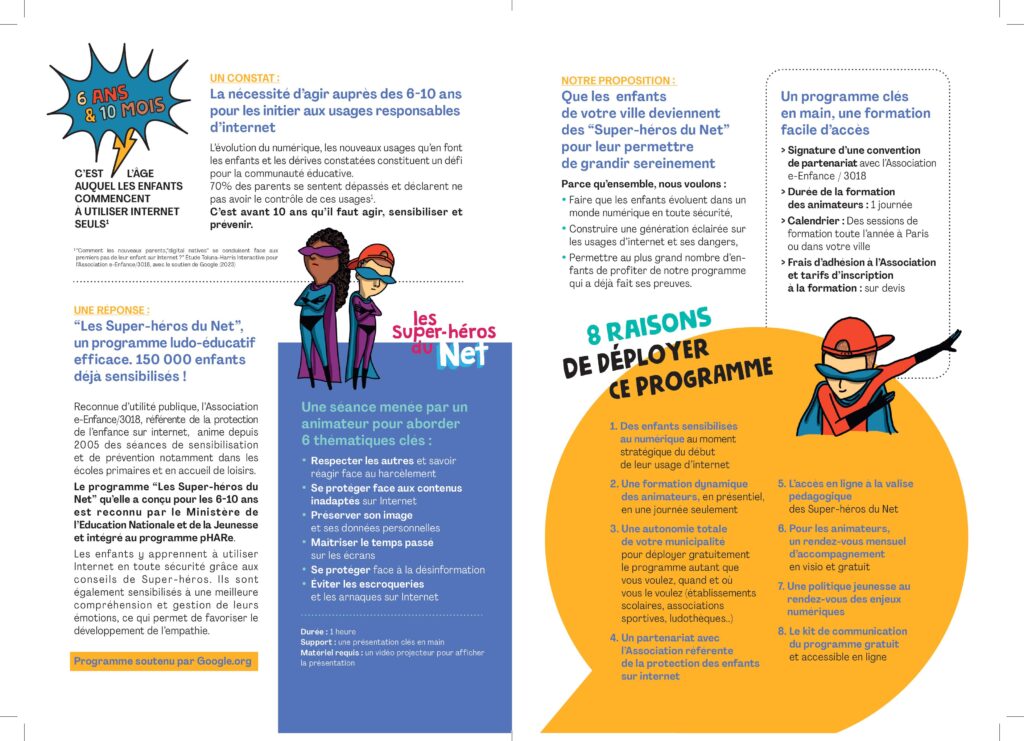 6 ANS
& 10 MOIS
C'EST L'ÂGE
AUQUEL LES ENFANTS
COMMENCENT
À UTILISER INTERNET
SEULS¹
UN CONSTAT :
La nécessité d'agir auprès des 6-10 ans
pour les initier aux usages responsables
d'internet
L'évolution du numérique, les nouveaux usages qu'en font
les enfants et les dérives constatées constituent un défi
pour la communauté éducative.
70% des parents se sentent dépassés et déclarent ne
pas avoir le contrôle de ces usages¹.
C'est avant 10 ans qu'il faut agir, sensibiliser et
prévenir.
¹ "Comment les nouveaux parents,"digital natives" se conduisent face aux
premiers pas de leur enfant sur Internet ?" Étude Toluna-Harris Interactive pour
l'Association e-Enfance/3018, avec le soutien de Google (2023)
UNE REPONSE :
"Les Super-héros du Net",
un programme ludo-éducatif
efficace. 150 000 enfants
déjà sensibilisés !
Reconnue d'utilité publique, l'Association
e-Enfance/3018, référente de la protection
de l'enfance sur internet, anime depuis
2005 des séances de sensibilisation
et de prévention notamment dans les
écoles primaires et en accueil de loisirs.
Le programme "Les Super-héros du
Net" qu'elle a conçu pour les 6-10 ans
est reconnu par le Ministère de
l'Education Nationale et de la Jeunesse
et intégré au programme pHARe.
Les enfants y apprennent à utiliser
Internet en toute sécurité grâce aux
conseils de Super-héros. Ils sont
également sensibilisés à une meilleure
compréhension et gestion de leurs
émotions, ce qui permet de favoriser le
développement de l'empathie.
Programme soutenu par Google.org
les
Super-héros
du Net
Une séance menée par un
animateur pour aborder
6 thématiques clés :
• Respecter les autres et savoir
réagir face au harcèlement
• Se protéger face aux contenus
inadaptés sur Internet
• Préserver son image
et ses données personnelles
• Maîtriser le temps passé
sur les écrans
• Se protéger face à la désinformation
• Éviter les escroqueries
et les arnaques sur Internet
Durée : 1 heure
Support : une présentation clés en main
Matériel requis : un vidéo projecteur pour afficher
la présentation
NOTRE PROPOSITION :
Que les enfants
de votre ville deviennent
des "Super-héros du Net"
pour leur permettre
de grandir sereinement
Parce qu'ensemble, nous voulons :
• Faire que les enfants évoluent dans un
monde numérique en toute sécurité,
• Construire une génération éclairée sur
les usages d'internet et ses dangers,
• Permettre au plus grand nombre d'en-
fants de profiter de notre programme
qui a déjà fait ses preuves.
Un programme clés
en main, une formation
facile d'accès
> Signature d'une convention
de partenariat avec l'Association
e-Enfance / 3018
> Durée de la formation
des animateurs : 1 journée
> Calendrier : Des sessions de
formation toute l'année à Paris
ou dans votre ville
> Frais d'adhésion à l'Association
et tarifs d'inscription
à la formation : sur devis
8 RAISONS
DE DÉPLOYER
CE PROGRAMME
1. Des enfants sensibilisés
au numérique au moment
stratégique du début
de leur usage d'internet
2. Une formation dynamique
des animateurs, en présentiel,
en une journée seulement
3. Une autonomie totale
de votre municipalité
pour déployer gratuitement
le programme autant que
vous voulez, quand et où
vous le voulez (établissements
scolaires, associations
sportives, ludothèques..)
4. Un partenariat avec
l'Association référente
de la protection des enfants
sur internet
5. L'accès en ligne à la valise
pédagogique
des Super-héros du Net
6. Pour les animateurs,
un rendez-vous mensuel
d'accompagnement
en visio et gratuit
7. Une politique jeunesse au
rendez-vous des enjeux
numériques
8. Le kit de communication
du programme gratuit
et accessible en ligne